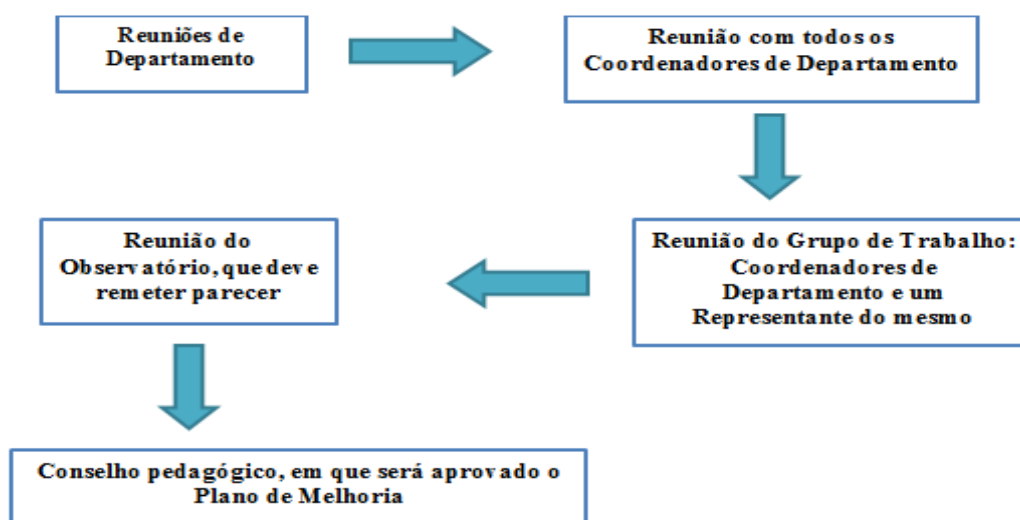 Reuniões de
Departamento
Reunião com todos os
Coordenadores de Departamento
Reunião do Grupo de Trabalho:
Coordenadores de
Departamento e um
Representante do mesmo
Reunião do
Observatório, que deve
remeter parecer
Conselho pedagógico, em que será aprovado o
Plano de Melhoria